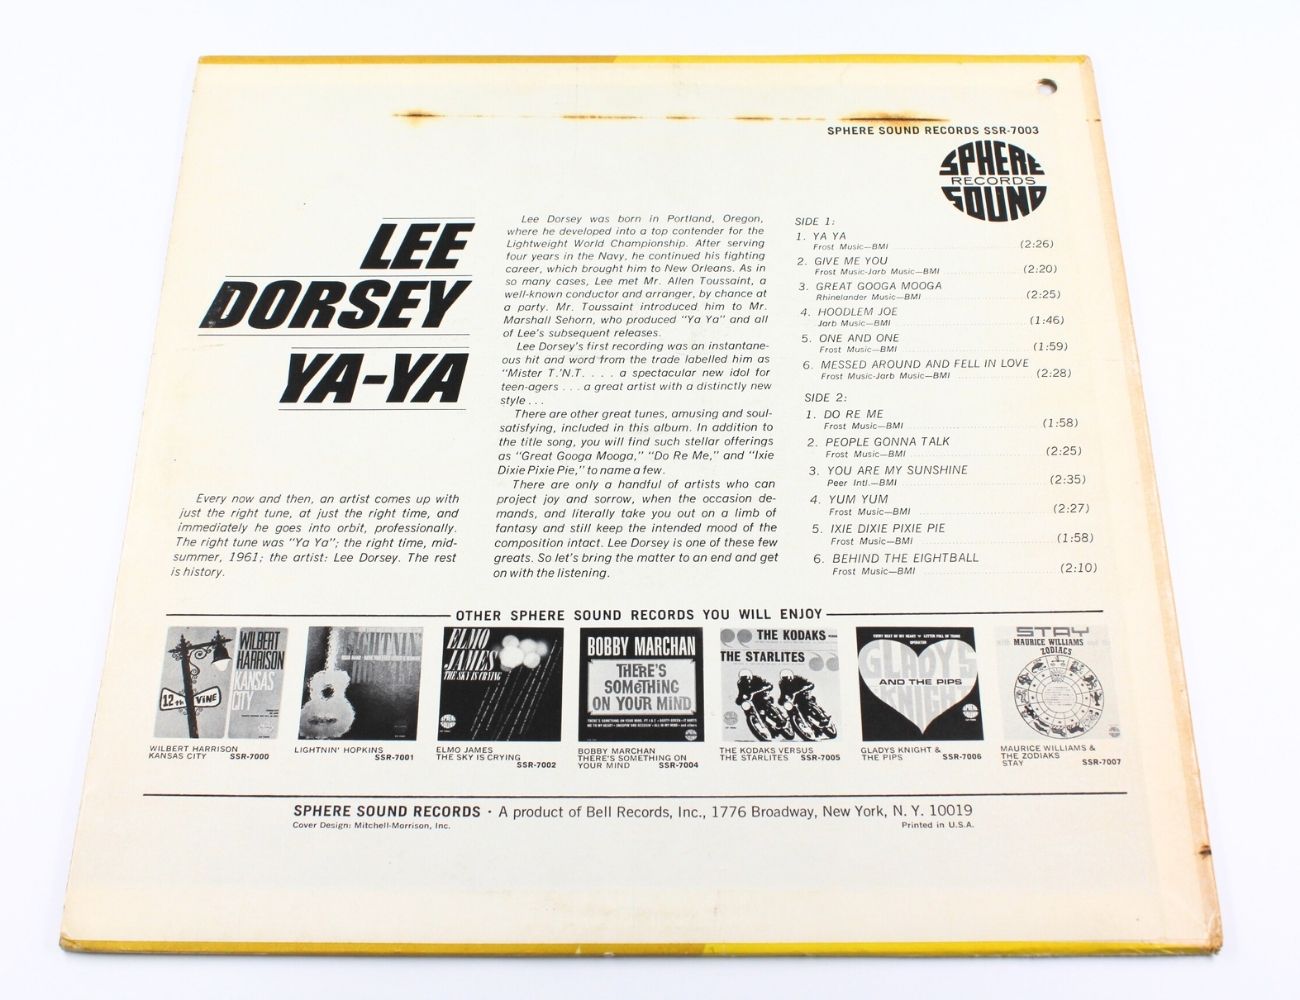 SPHERE SOUND RECORDS SSR-7003
SPHERE
RECORDS
SOUND
LEE
DORSEY
YA-YA
Every now and then, an artist comes up with
just the right tune, at just the right time, and
immediately he goes into orbit, professionally.
The right tune was "Ya Ya"; the right time, mid-
summer, 1961; the artist: Lee Dorsey. The rest
is history.
Lee Dorsey was born in Portland, Oregon,
where he developed into a top contender for the
Lightweight World Championship. After serving
four years in the Navy, he continued his fighting
career, which brought him to New Orleans. As in
so many cases, Lee met Mr. Allen Toussaint, a
well-known conductor and arranger, by chance at
a party. Mr. Toussaint introduced him to Mr.
Marshall Sehorn, who produced "Ya Ya" and all
of Lee's subsequent releases.
Lee Dorsey's first recording was an instantane-
ous hit and word from the trade labelled him as
"Mister T.'N.T. . . . a spectacular new idol for
teen-agers . . . a great artist with a distinctly new
style . . .
There are other great tunes, amusing and soul-
satisfying, included in this album. In addition to
the title song, you will find such stellar offerings
as "Great Googa Mooga," "Do Re Me," and "Ixie
Dixie Pixie Pie," to name a few.
There are only a handful of artists who can
project joy and sorrow, when the occasion de-
mands, and literally take you out on a limb of
fantasy and still keep the intended mood of the
composition intact. Lee Dorsey is one of these few
greats. So let's bring the matter to an end and get
on with the listening.
SIDE 1:
1. YA YA
Frost Music—BMI (2:26)
2. GIVE ME YOU
Frost Music-Jarb Music—BMI (2:20)
3. GREAT GOOGA MOOGA
Rhinelander Music—BMI (2:25)
4. HOODLEM JOE
Jarb Music—BMI (1:46)
5. ONE AND ONE
Frost Music—BMI (1:59)
6. MESSED AROUND AND FELL IN LOVE
Frost Music-Jarb Music—BMI (2:28)
SIDE 2:
1. DO RE ME
Frost Music—BMI (1:58)
2. PEOPLE GONNA TALK
Frost Music—BMI (2:25)
3. YOU ARE MY SUNSHINE
Peer Intl.—BMI (2:35)
4. YUM YUM
Frost Music—BMI (2:27)
5. IXIE DIXIE PIXIE PIE
Frost Music—BMI (1:58)
6. BEHIND THE EIGHTBALL
Frost Music—BMI (2:10)
OTHER SPHERE SOUND RECORDS YOU WILL ENJOY
WILBERT
HARRISON
KANSAS
CITY
12th VINE
LIGHTNIN'
ELMO
JAMES
THE SKY IS CRYING
BOBBY MARCHAN
THERE'S
SOMETHING
ON YOUR MIND
THE KODAKS
THE STARLITES
GLADYS
KNIGHT
AND THE PIPS
STAY
MAURICE WILLIAMS
ZODIACS
WILBERT HARRISON
KANSAS CITY SSR-7000
LIGHTNIN' HOPKINS
SSR-7001
ELMO JAMES
THE SKY IS CRYING
SSR-7002
BOBBY MARCHAN
THERE'S SOMETHING ON
YOUR MIND SSR-7004
THE KODAKS VERSUS
THE STARLITES SSR-7005
GLADYS KNIGHT &
THE PIPS SSR-7006
MAURICE WILLIAMS &
THE ZODIAKS
STAY SSR-7007
SPHERE SOUND RECORDS · A product of Bell Records, Inc., 1776 Broadway, New York, N. Y. 10019
Cover Design: Mitchell-Morrison, Inc. Printed in U.S.A.